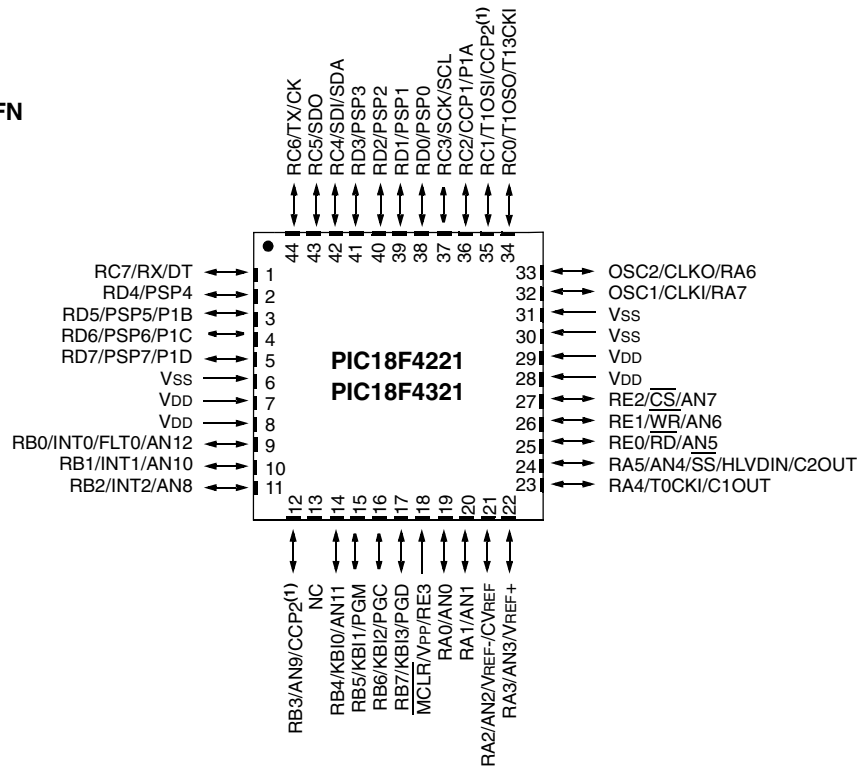 FN
RC6/TX/CK
RC5/SDO
RC4/SDI/SDA
RD3/PSP3
RD2/PSP2
RD1/PSP1
RD0/PSP0
RC3/SCK/SCL
RC2/CCP1/P1A
RC1/T1OSI/CCP2(1)
RC0/T1OSO/T13CKI
44
43
42
41
40
39
38
37
36
35
34
RC7/RX/DT 1
RD4/PSP4 2
RD5/PSP5/P1B 3
RD6/PSP6/P1C 4
RD7/PSP7/P1D 5
VSS 6
VDD 7
VDD 8
RB0/INT0/FLT0/AN12 9
RB1/INT1/AN10 10
RB2/INT2/AN8 11
PIC18F4221
PIC18F4321
33 OSC2/CLKO/RA6
32 OSC1/CLKI/RA7
31 VSS
30 VSS
29 VDD
28 VDD
27 RE2/CS/AN7
26 RE1/WR/AN6
25 RE0/RD/AN5
24 RA5/AN4/SS/HLVDIN/C2OUT
23 RA4/T0CKI/C1OUT
12
13
14
15
16
17
18
19
20
21
22
RB3/AN9/CCP2(1)
NC
RB4/KBI0/AN11
RB5/KBI1/PGM
RB6/KBI2/PGC
RB7/KBI3/PGD
MCLR/VPP/RE3
RA0/AN0
RA1/AN1
RA2/AN2/VREF-/CVREF
RA3/AN3/VREF+